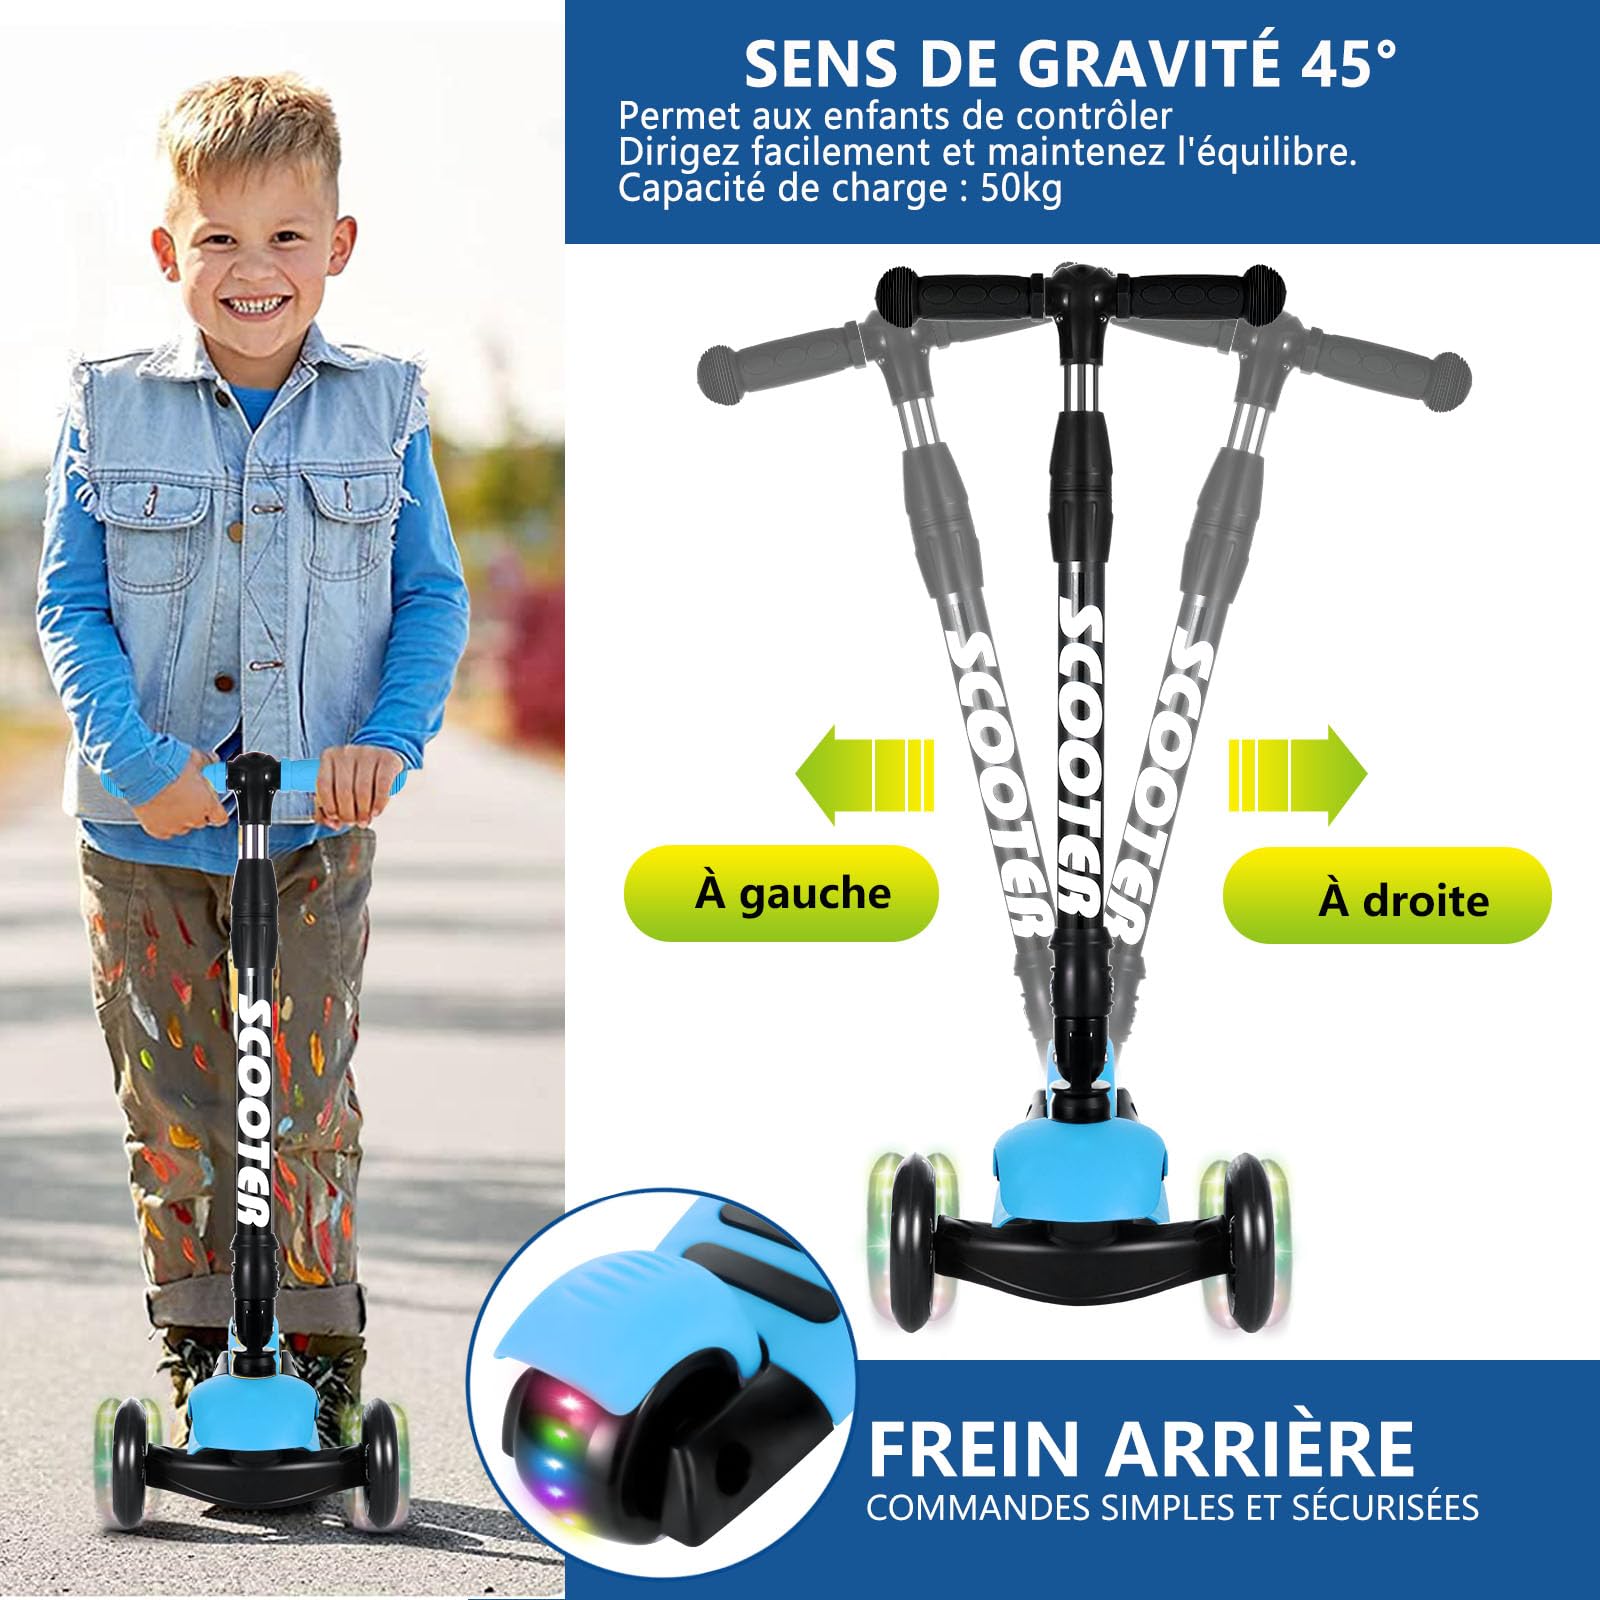 SENS DE GRAVITÉ 45°
Permet aux enfants de contrôler
Dirigez facilement et maintenez l'équilibre.
Capacité de charge : 50kg
SCOOTER
SCOOTER
SCOOTER
À gauche
À droite
SCOOTER
FREIN ARRIÈRE
COMMANDES SIMPLES ET SÉCURISÉES